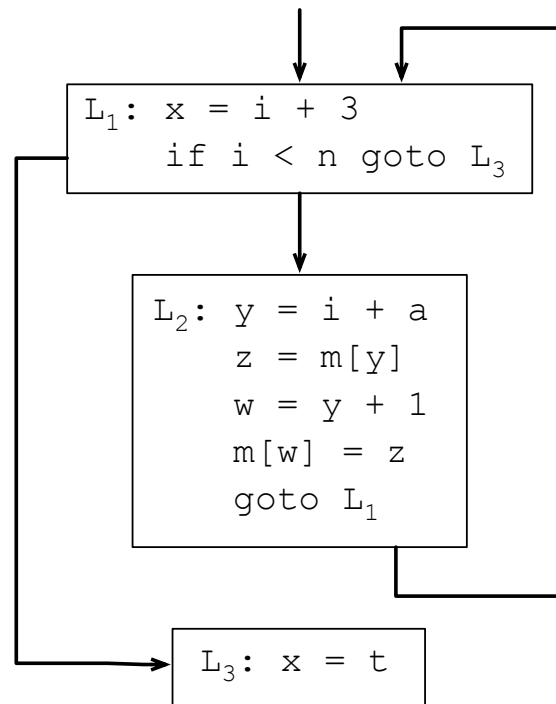 L₁: x = i + 3
if i < n goto L₃
L₂: y = i + a
z = m[y]
w = y + 1
m[w] = z
goto L₁
L₃: x = t